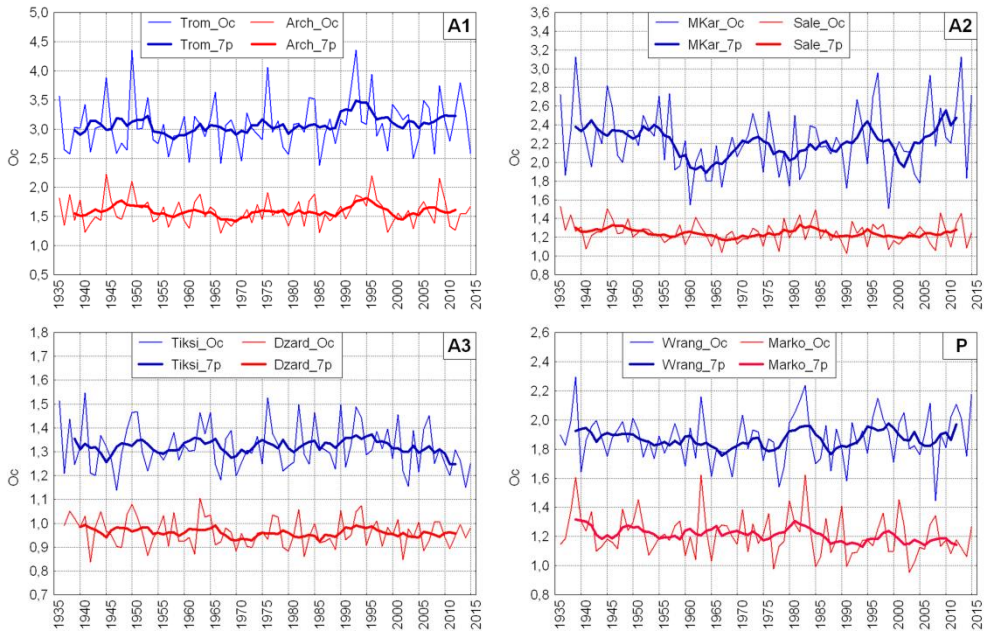 5,0
4,5
4,0
3,5
3,0
2,5
2,0
1,5
1,0
0,5
Oc
Trom_Oc Arch_Oc
Trom_7p Arch_7p
A1
1935 1940 1945 1950 1955 1960 1965 1970 1975 1980 1985 1990 1995 2000 2005 2010 2015
3.6
3.4
3.2
3.0
2.8
2.6
2.4
2.2
2.0
1.8
1.6
1.4
1.2
1.0
0.8
Oc
MKar_Oc Sale_Oc
MKar_7p Sale_7p
A2
1935 1940 1945 1950 1955 1960 1965 1970 1975 1980 1985 1990 1995 2000 2005 2010 2015
1.8
1.7
1.6
1.5
1.4
1.3
1.2
1.1
1.0
0.9
0.8
0.7
Oc
Tiksi_Oc Dzard_Oc
Tiksi_7p Dzard_7p
A3
1935 1940 1945 1950 1955 1960 1965 1970 1975 1980 1985 1990 1995 2000 2005 2010 2015
2.6
2.4
2.2
2.0
1.8
1.6
1.4
1.2
1.0
0.8
Oc
Wrang_Oc Marko_Oc
Wrang_7p Marko_7p
P
1935 1940 1945 1950 1955 1960 1965 1970 1975 1980 1985 1990 1995 2000 2005 2010 2015